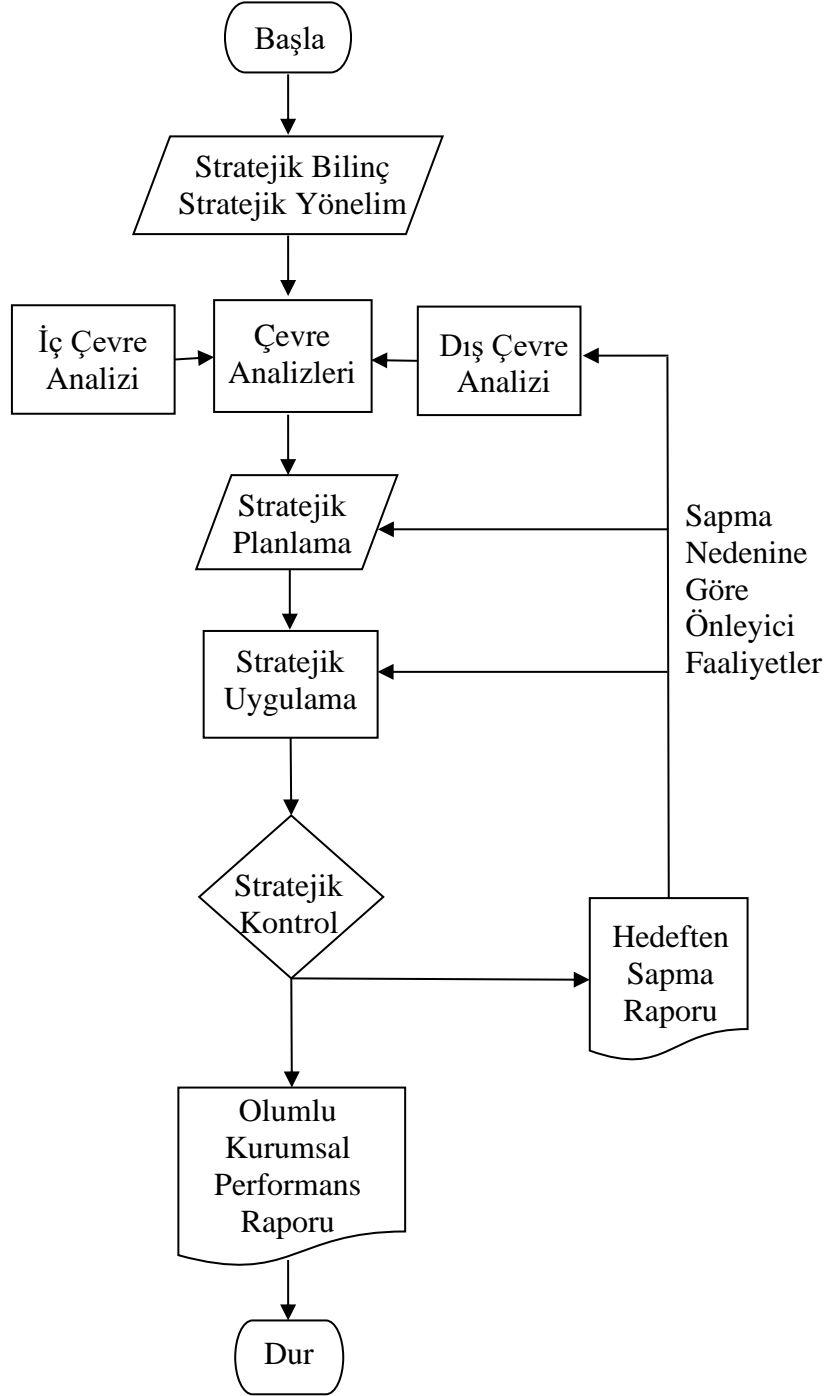 Başla
Stratejik Bilinç
Stratejik Yönelim
İç Çevre
Analizi
Çevre
Analizleri
Dış Çevre
Analizi
Stratejik
Planlama
Sapma
Nedenine
Göre
Önleyici
Faaliyetler
Stratejik
Uygulama
Stratejik
Kontrol
Hedeften
Sapma
Raporu
Olumlu
Kurumsal
Performans
Raporu
Dur